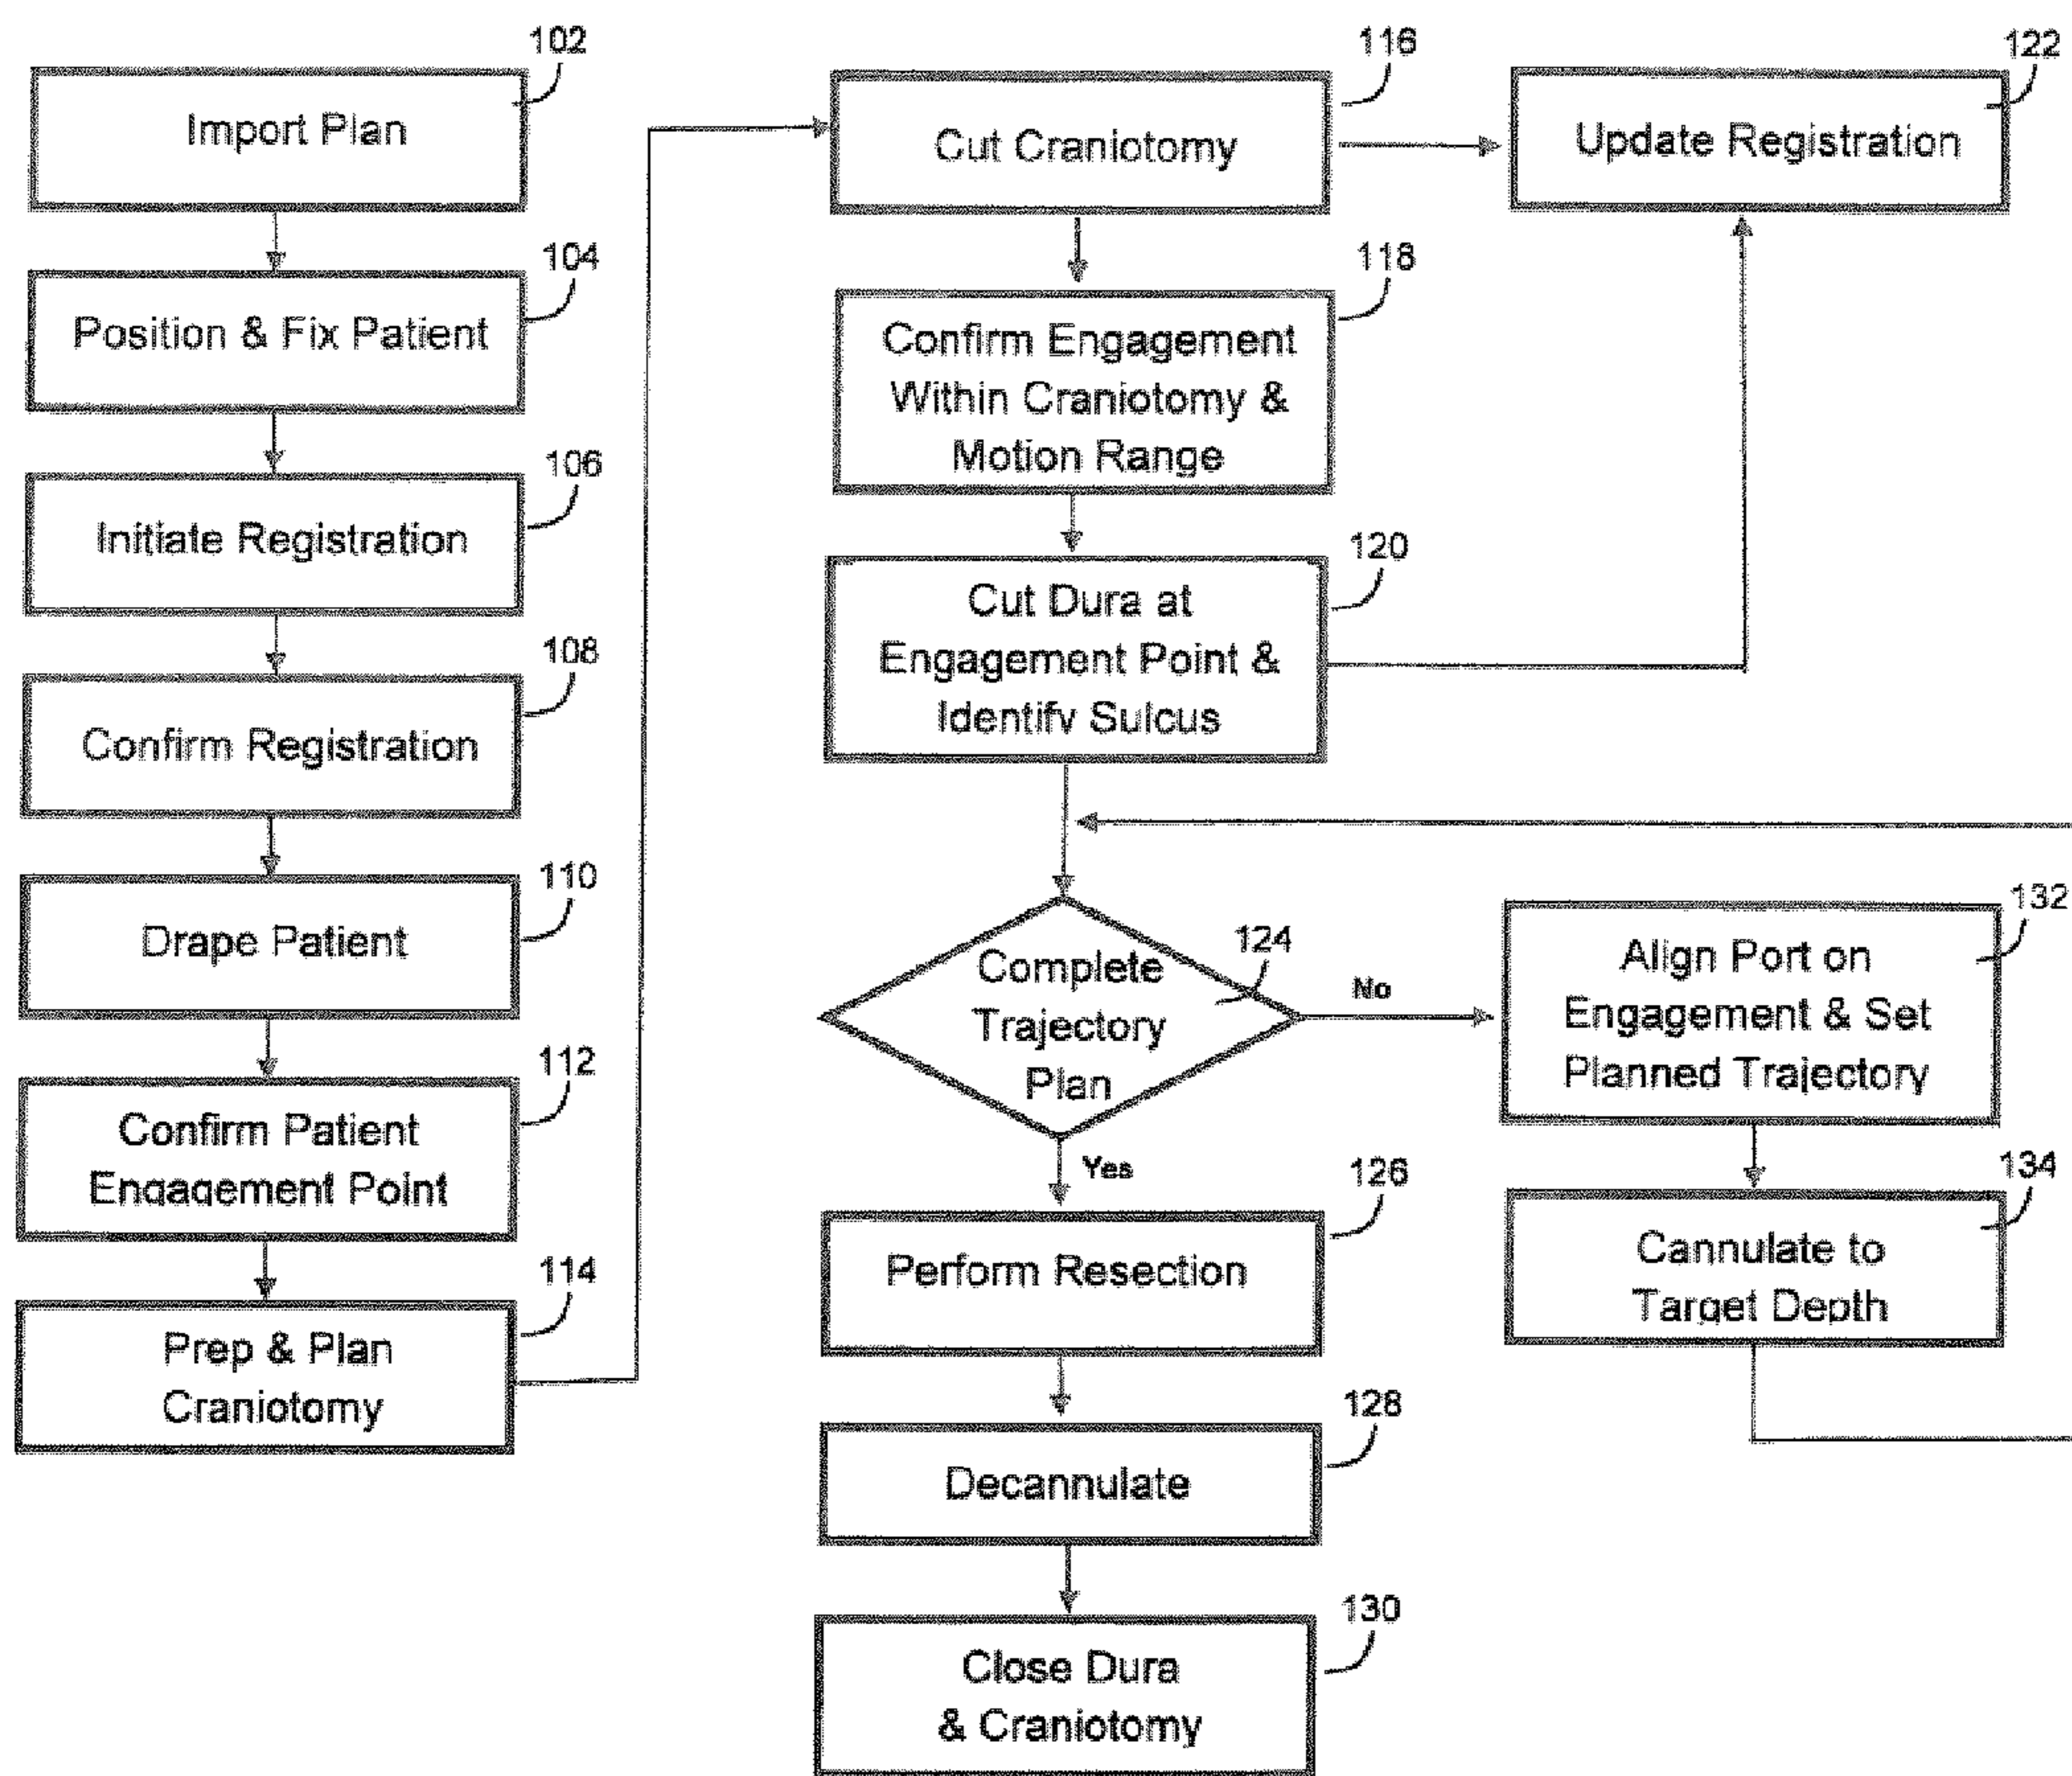 102
Import Plan
104
Position & Fix Patient
106
Initiate Registration
108
Confirm Registration
110
Drape Patient
112
Confirm Patient
Engagement Point
114
Prep & Plan
Craniotomy
116
Cut Craniotomy
118
Confirm Engagement
Within Craniotomy &
Motion Range
120
Cut Dura at
Engagement Point &
Identify Sulcus
122
Update Registration
124
Complete
Trajectory
Plan
No
Yes
126
Perform Resection
128
Decannulate
130
Close Dura
& Craniotomy
132
Align Port on
Engagement & Set
Planned Trajectory
134
Cannulate to
Target Depth